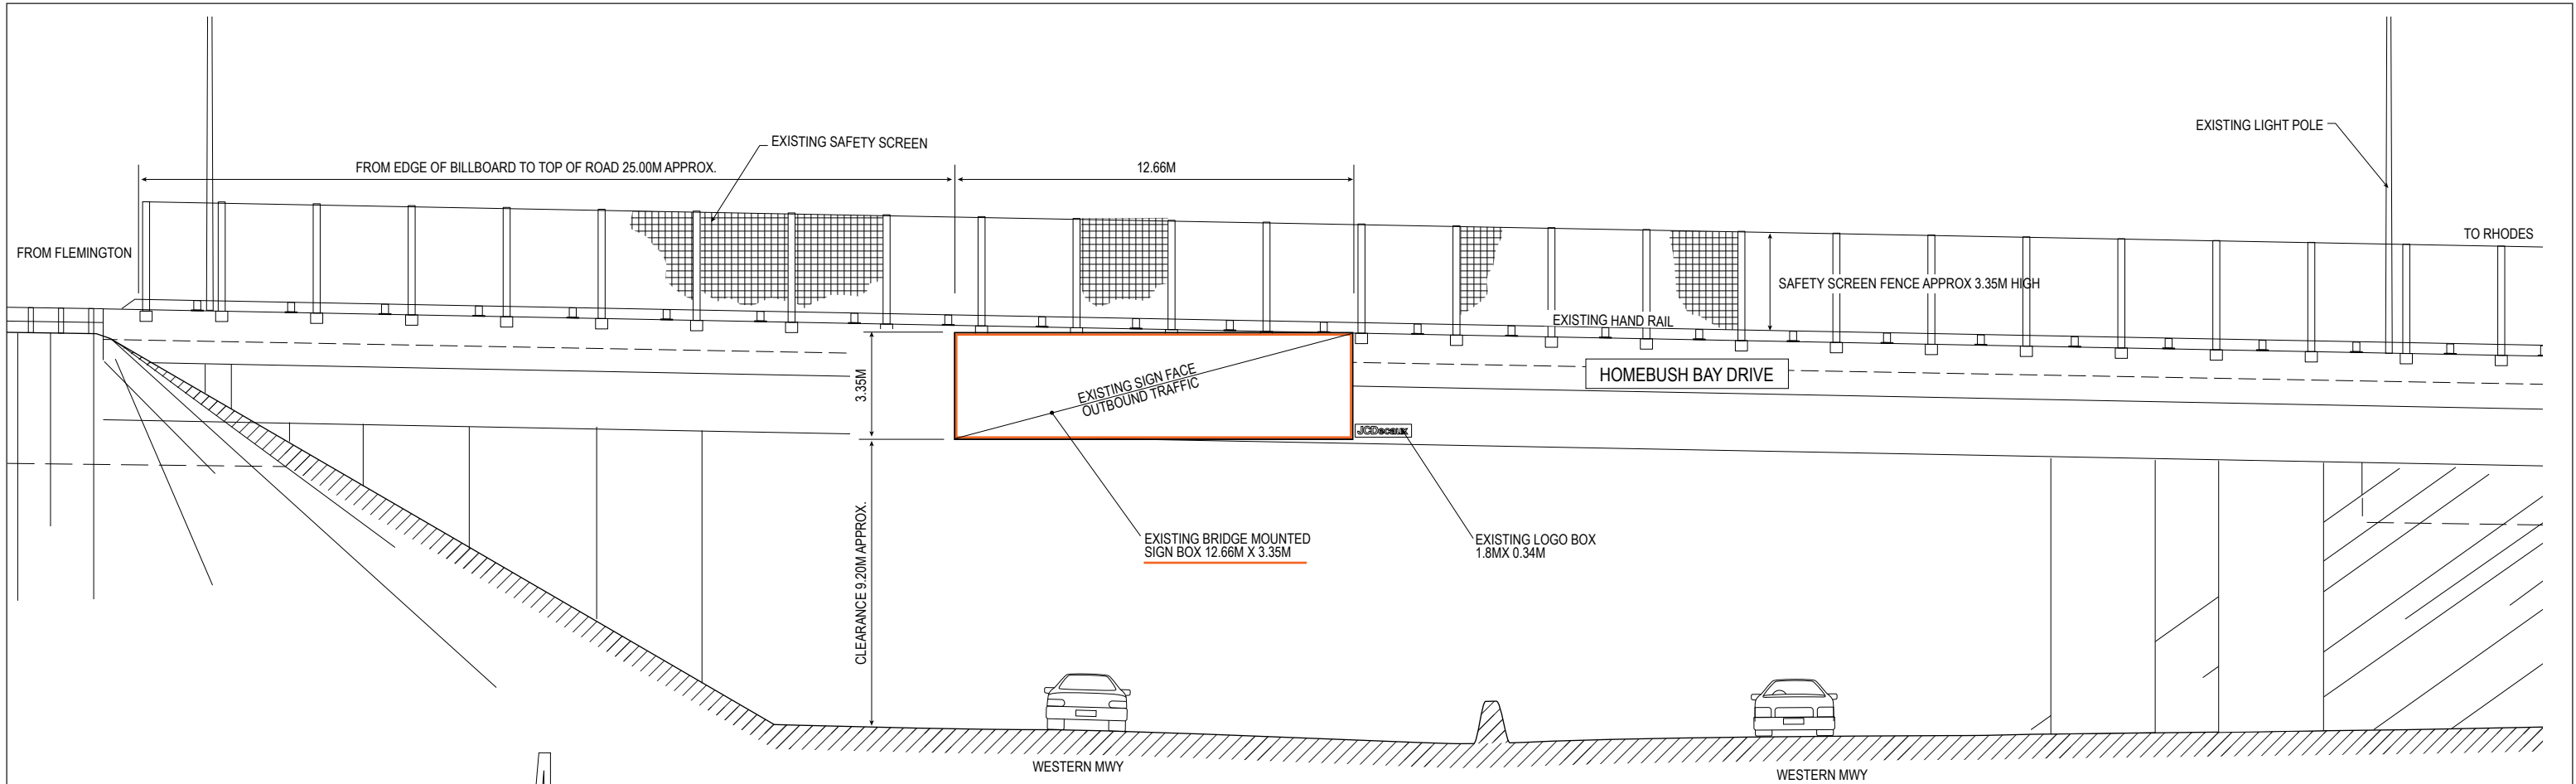 EXISTING LIGHT POLE
EXISTING SAFETY SCREEN
FROM EDGE OF BILLBOARD TO TOP OF ROAD 25.00M APPROX.
12.66M
FROM FLEMINGTON
TO RHODES
SAFETY SCREEN FENCE APPROX 3.35M HIGH
EXISTING HAND RAIL
HOMEBUSH BAY DRIVE
3.35M
EXISTING SIGN FACE
OUTBOUND TRAFFIC
JCDecaux
CLEARANCE 9.20M APPROX.
EXISTING BRIDGE MOUNTED
SIGN BOX 12.66M X 3.35M
EXISTING LOGO BOX
1.8MX 0.34M
WESTERN MWY
WESTERN MWY